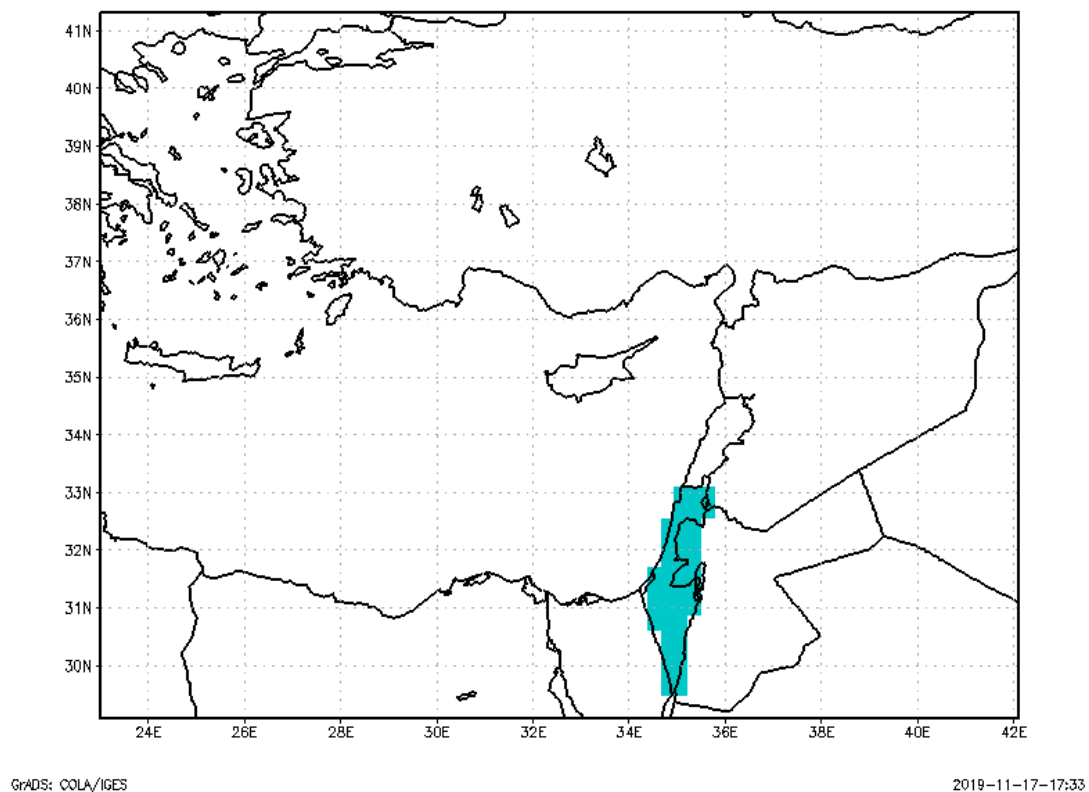 41N
40N
39N
38N
37N
36N
35N
34N
33N
32N
31N
30N
24E 26E 28E 30E 32E 34E 36E 38E 40E 42E
GrADS: COLA/IGES 2019-11-17-17:33